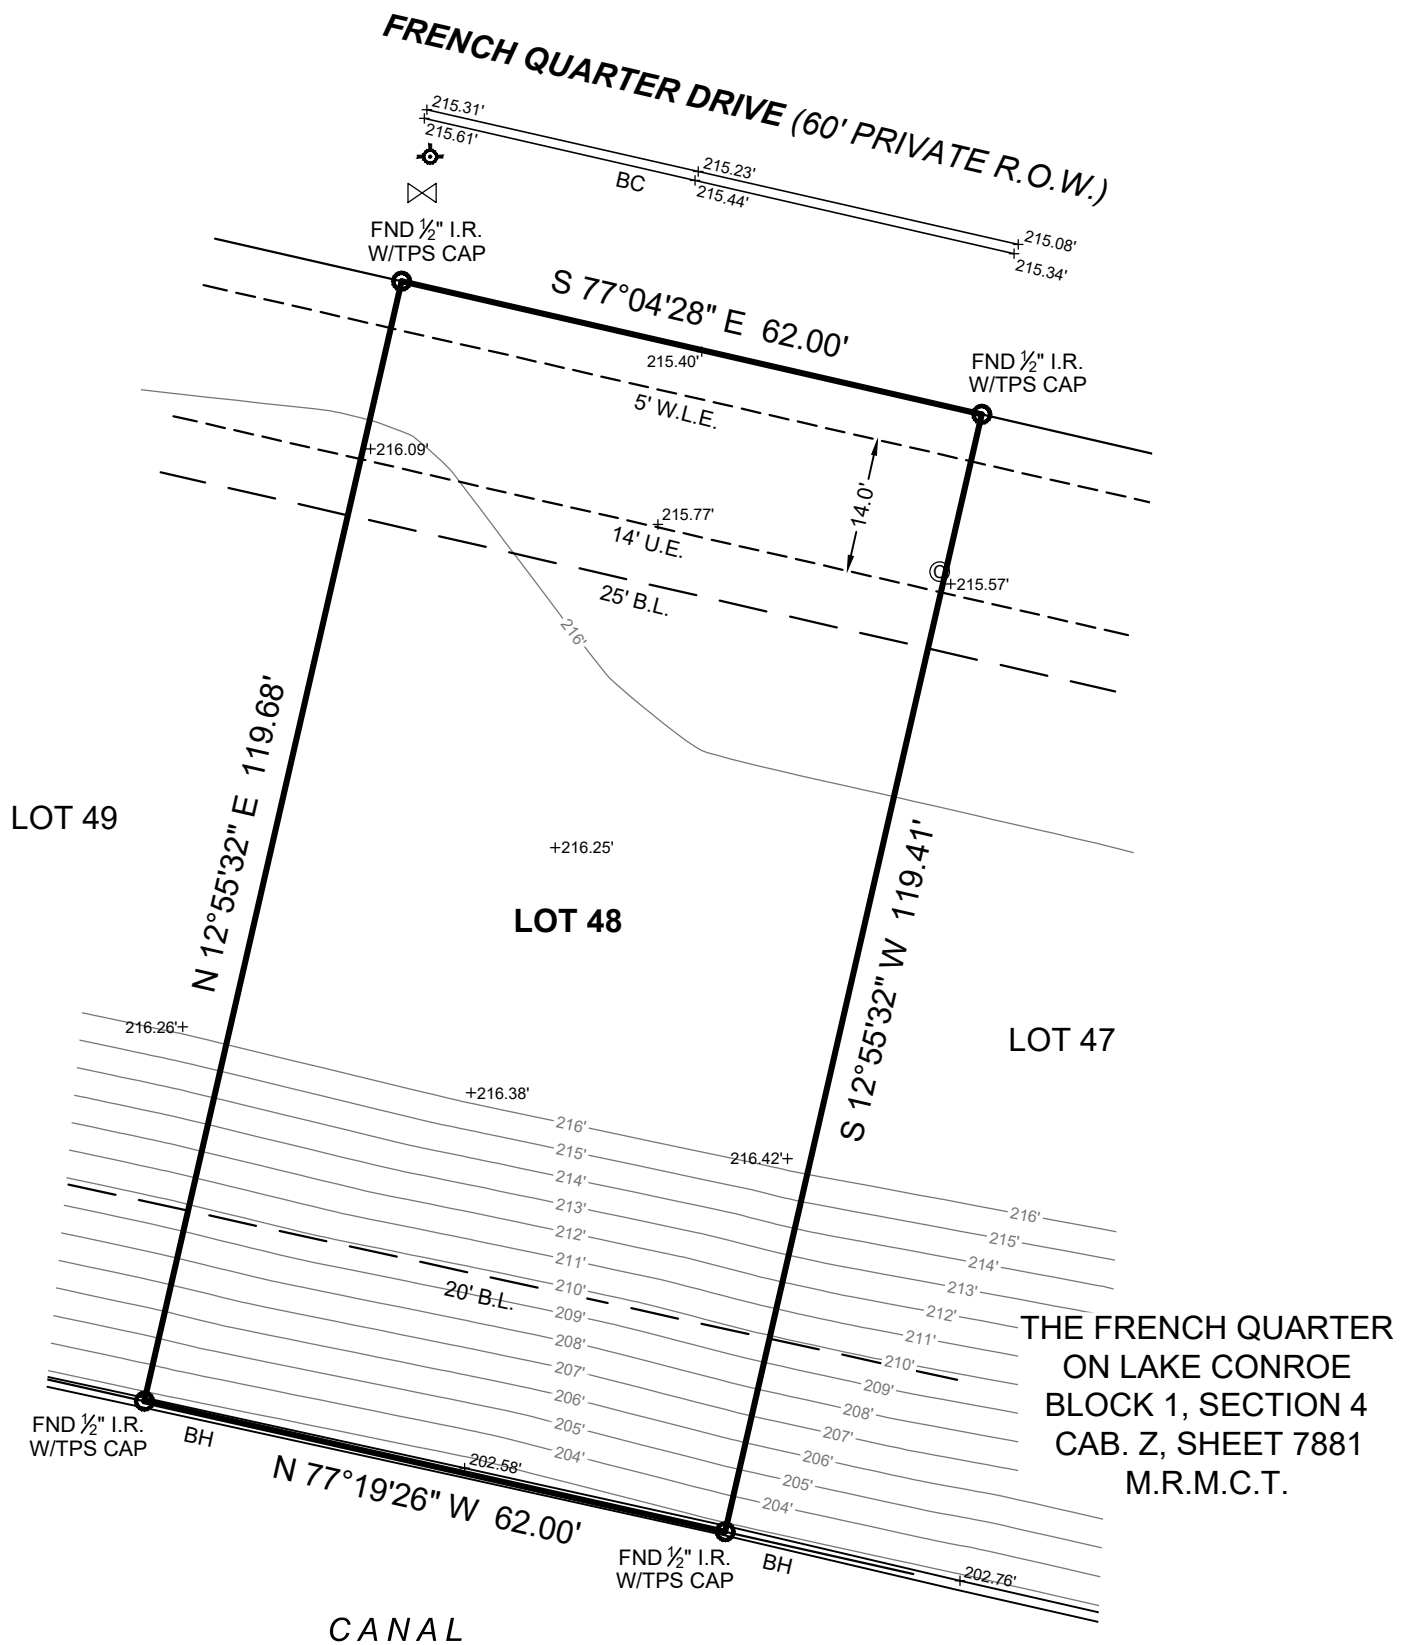 FRENCH QUARTER DRIVE (60' PRIVATE R.O.W.)
215.31'
215.61'
215.23'
215.44'
BC
215.08'
215.34'
FND ½" I.R.
W/TPS CAP
S 77°04'28" E 62.00'
FND ½" I.R.
W/TPS CAP
215.40'
5' W.L.E.
216.09'
14.0'
215.77'
14' U.E.
215.57'
©
25' B.L.
216'
N 12°55'32" E 119.68'
LOT 49
216.25'
LOT 48
S 12°55'32" W 119.41'
LOT 47
216.26'
216.38'
216.42'
216'
215'
214'
213'
212'
211'
210'
209'
208'
207'
206'
205'
204'
20' B.L.
216'
215'
214'
213'
212'
211'
210'
209'
208'
207'
206'
205'
204'
THE FRENCH QUARTER
ON LAKE CONROE
BLOCK 1, SECTION 4
CAB. Z, SHEET 7881
M.R.M.C.T.
FND ½" I.R.
W/TPS CAP
BH
202.58'
N 77°19'26" W 62.00'
FND ½" I.R.
W/TPS CAP
BH
202.76'
CANAL